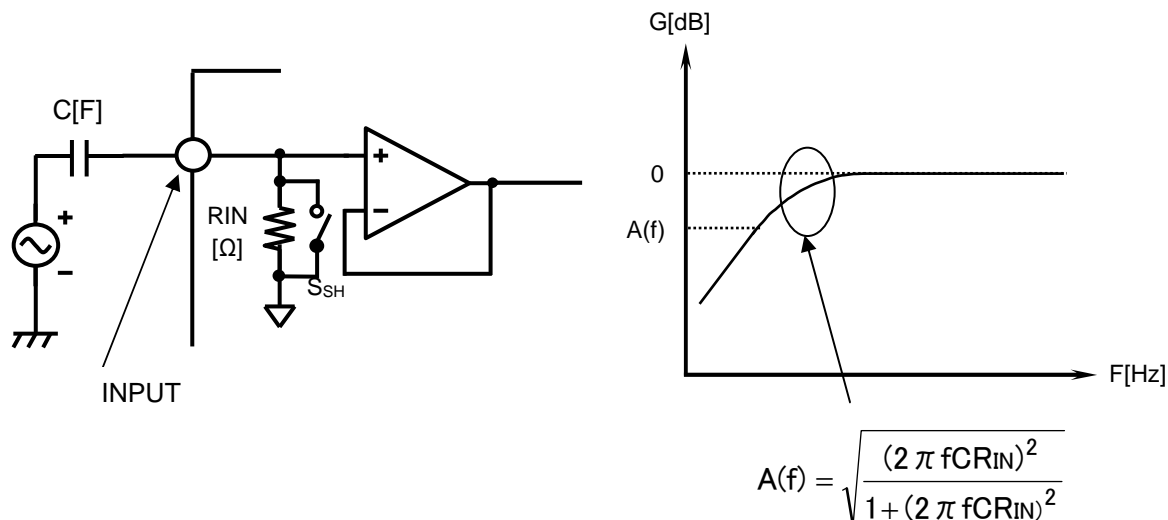 C[F]
+
−
RIN
[Ω]
SSH
+
−
INPUT
G[dB]
0
A(f)
F[Hz]
A(f) = √((2πfCRIN)² / (1+(2πfCRIN)²))